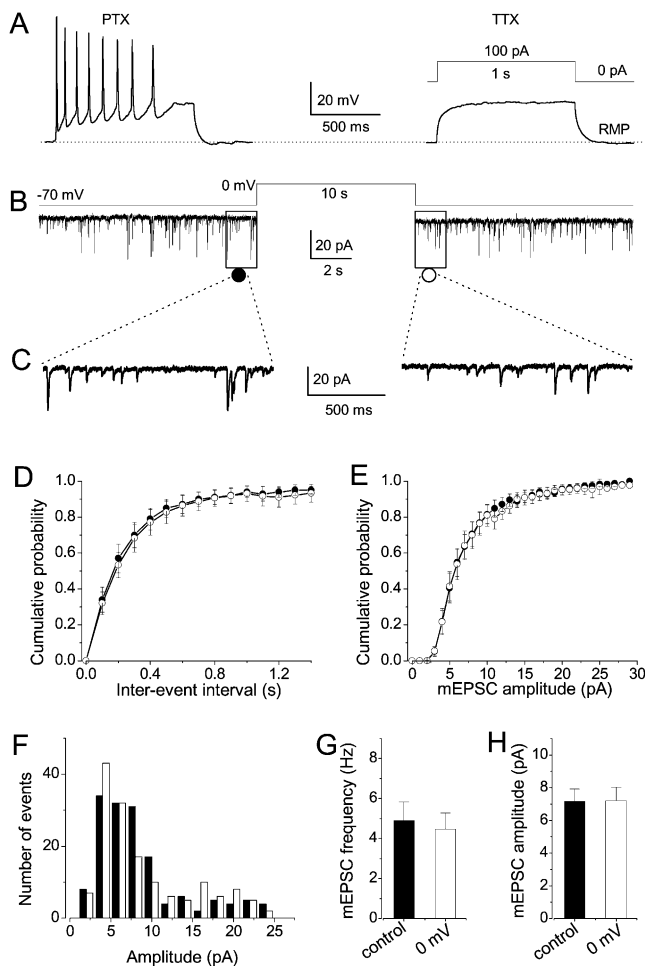 A
PTX
TTX
100 pA
1 s
0 pA
20 mV
500 ms
RMP
B
-70 mV
0 mV
10 s
20 pA
2 s
C
20 pA
500 ms
D
Cumulative probability
1.0
0.8
0.6
0.4
0.2
0.0
0.0 0.4 0.8 1.2
Inter-event interval (s)
E
Cumulative probability
1.0
0.8
0.6
0.4
0.2
0.0
0 5 10 15 20 25 30
mEPSC amplitude (pA)
F
Number of events
40
20
0
0 5 10 15 20 25
Amplitude (pA)
G
mEPSC frequency (Hz)
8
6
4
2
0
control
0 mV
H
mEPSC amplitude (pA)
10
8
6
4
2
0
control
0 mV